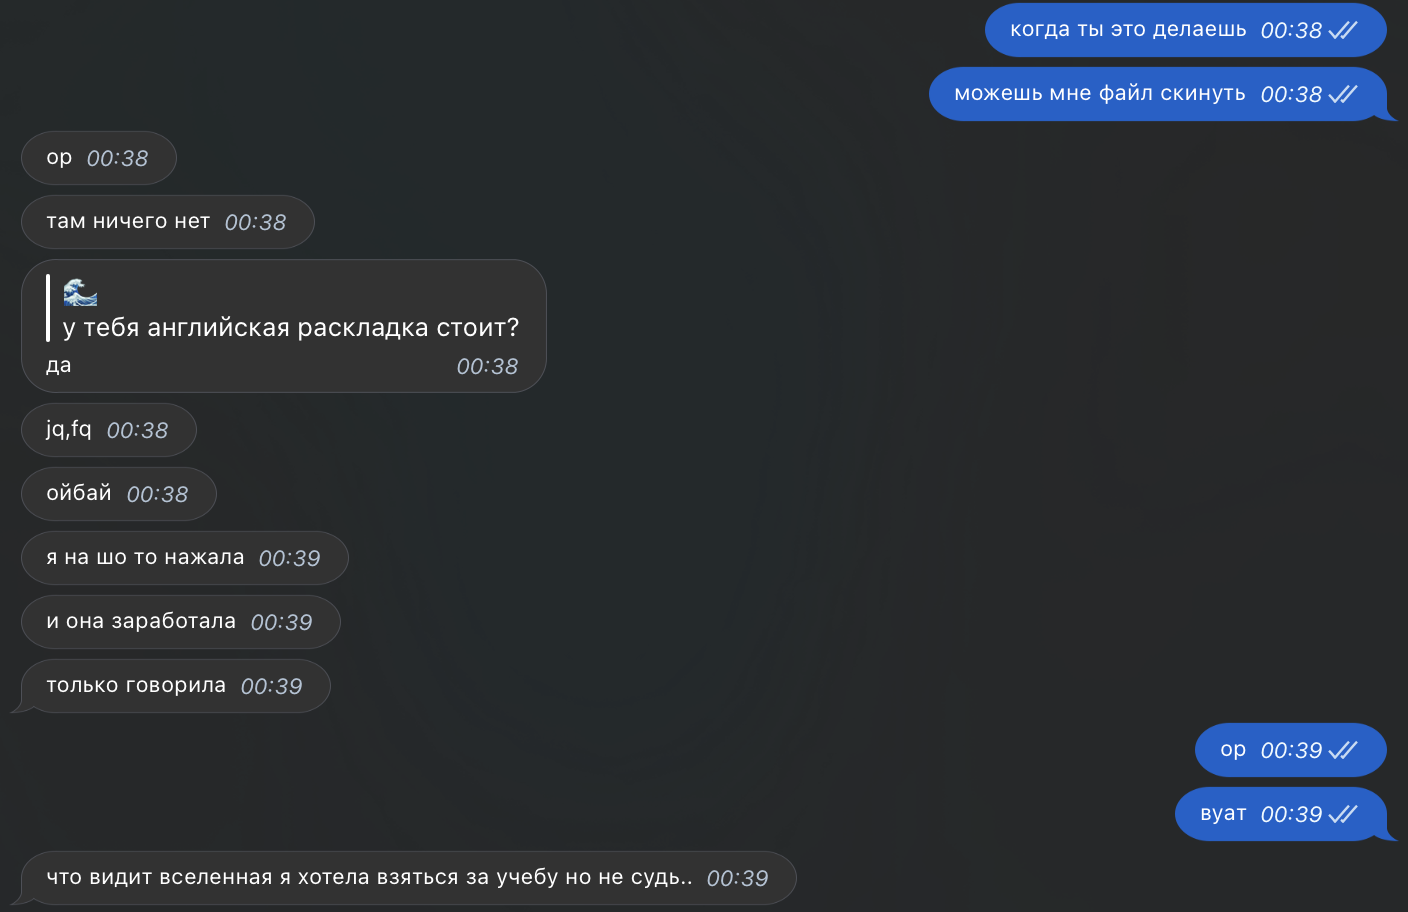 когда ты это делаешь 00:38
можешь мне файл скинуть 00:38
ор 00:38
там ничего нет 00:38
🌊
у тебя английская раскладка стоит?
да 00:38
jq,fq 00:38
ойбай 00:38
я на шо то нажала 00:39
и она заработала 00:39
только говорила 00:39
ор 00:39
вуат 00:39
что видит вселенная я хотела взяться за учебу но не судь.. 00:39